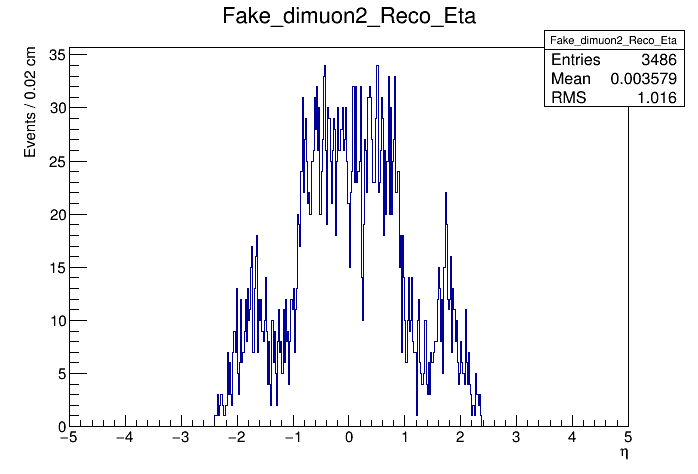 Fake_dimuon2_Reco_Eta
Fake_dimuon2_Reco_Eta
Entries 3486
Mean 0.003579
RMS 1.016
Events / 0.02 cm
35
30
25
20
15
10
5
0
−5 −4 −3 −2 −1 0 1 2 3 4 5
η